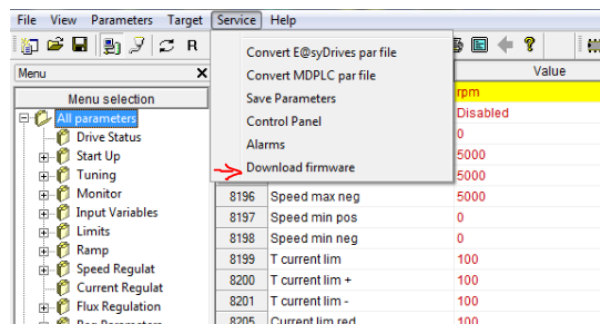 File View Parameters Target Service Help
R
Convert E@syDrives par file
Convert MDPLC par file
Save Parameters
Control Panel
Alarms
Download firmware
Menu
X
Menu selection
All parameters
Drive Status
Start Up
Tuning
Monitor
Input Variables
Limits
Ramp
Speed Regulat
Current Regulat
Flux Regulation
Value
rpm
Disabled
0
5000
5000
8196 Speed max neg 5000
8197 Speed min pos 0
8198 Speed min neg 0
8199 T current lim 100
8200 T current lim + 100
8201 T current lim - 100
8205 Current lim red 100